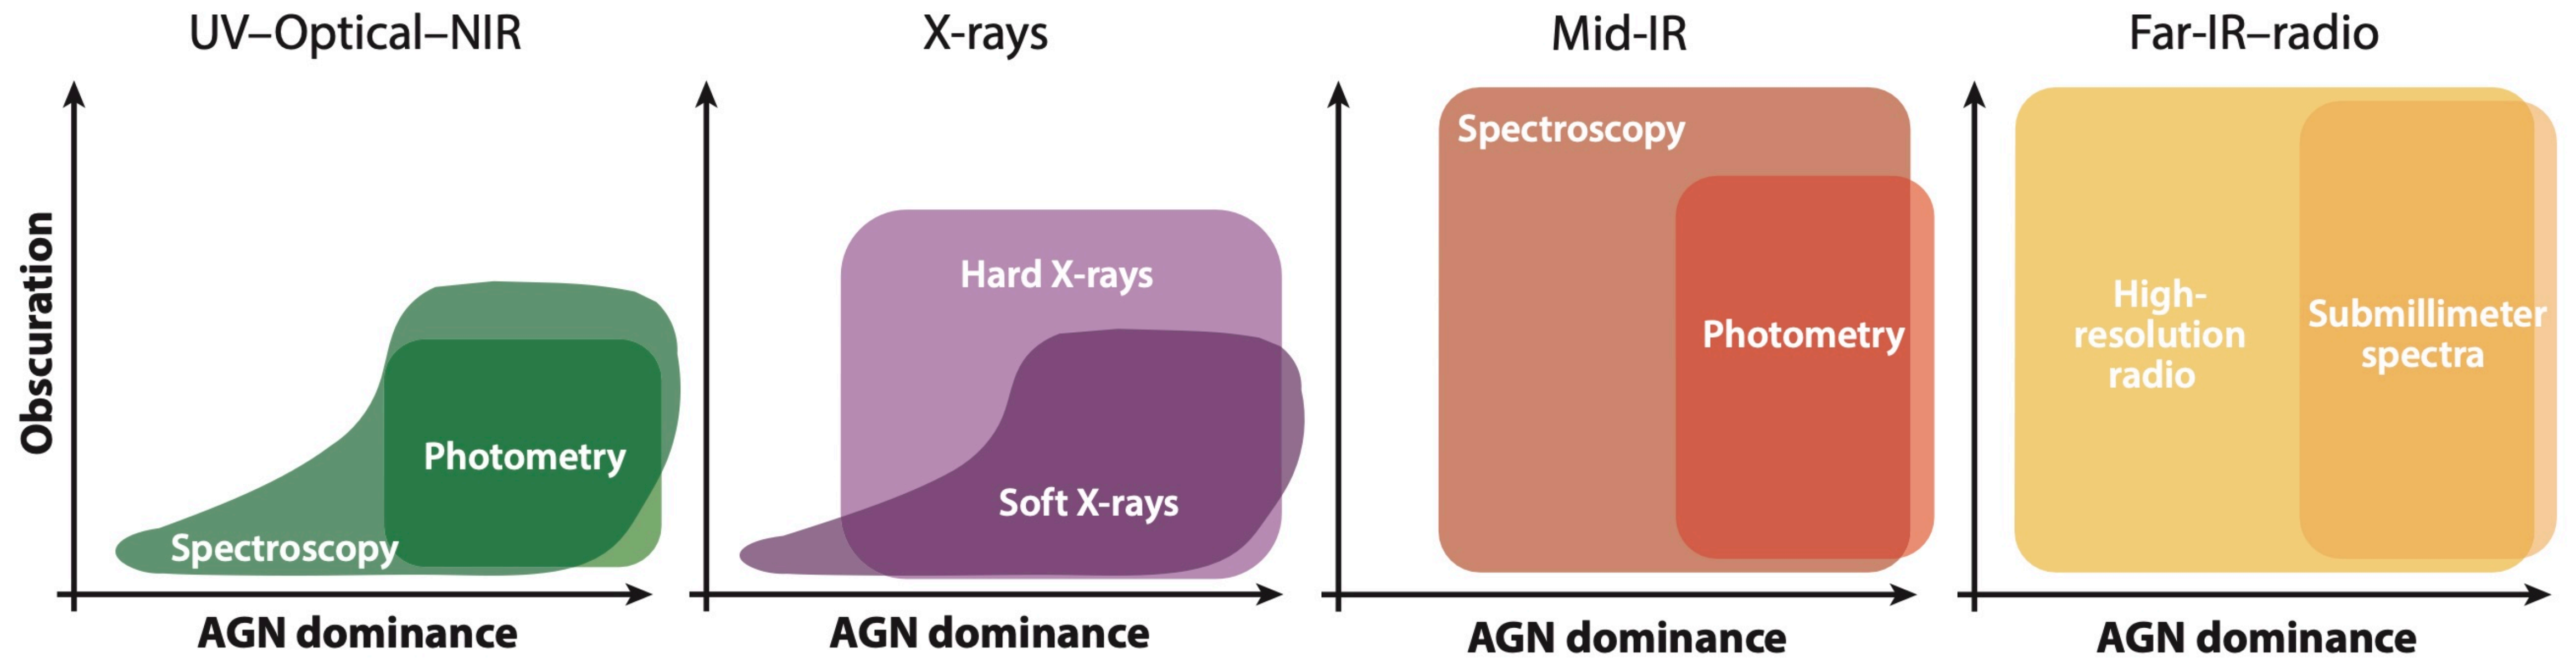 UV–Optical–NIR
X-rays
Mid-IR
Far-IR–radio
Obscuration
Spectroscopy
Photometry
AGN dominance
Hard X-rays
Soft X-rays
AGN dominance
Spectroscopy
Photometry
AGN dominance
High-
resolution
radio
Submillimeter
spectra
AGN dominance